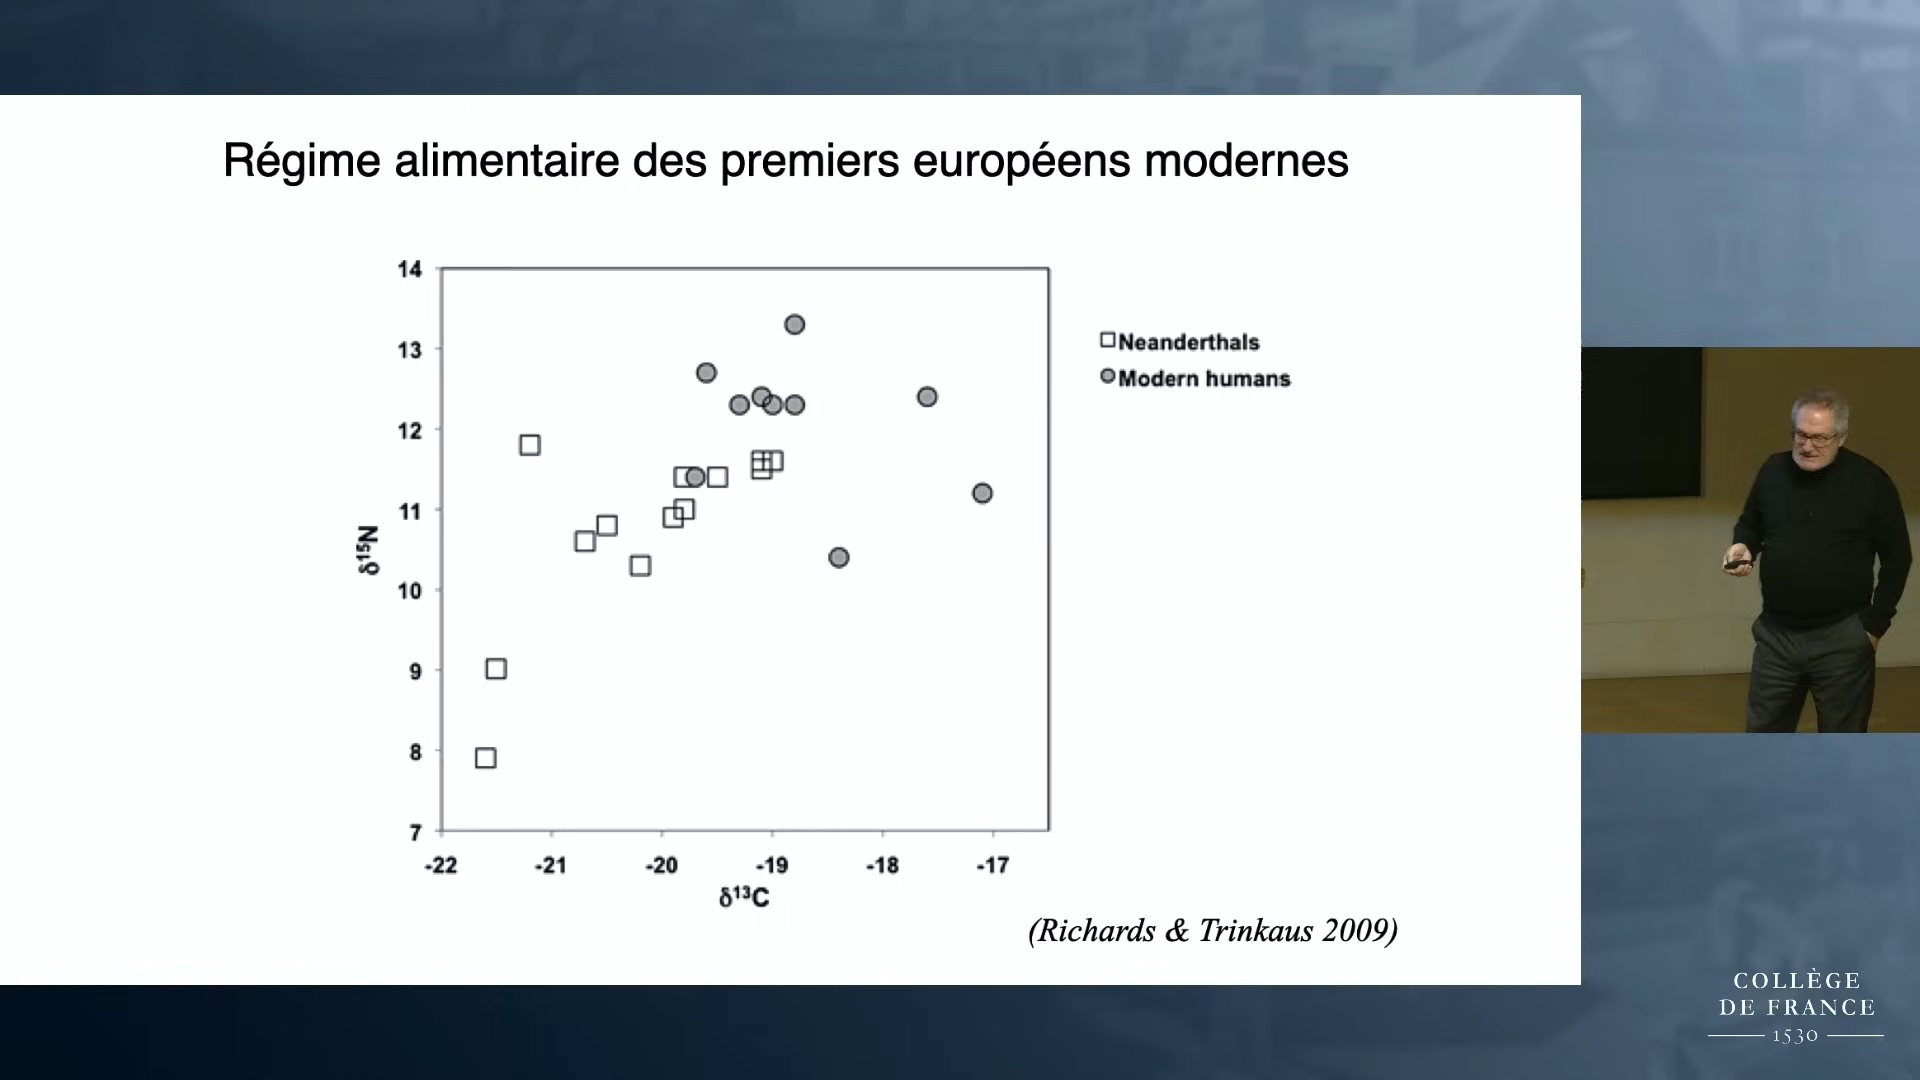 Régime alimentaire des premiers européens modernes
14
13
12
11
10
9
8
7
δ¹⁵N
-22 -21 -20 -19 -18 -17
δ¹³C
Neanderthals
Modern humans
(Richards & Trinkaus 2009)
COLLÈGE
DE FRANCE
1530